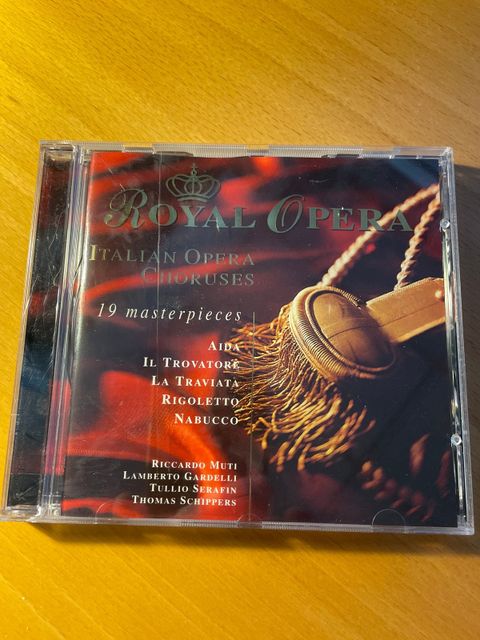 ROYAL OPERA
ITALIAN OPERA
CHORUSES
19 masterpieces
AIDA
IL TROVATORE
LA TRAVIATA
RIGOLETTO
NABUCCO
RICCARDO MUTI
LAMBERTO GARDELLI
TULLIO SERAFIN
THOMAS SCHIPPERS